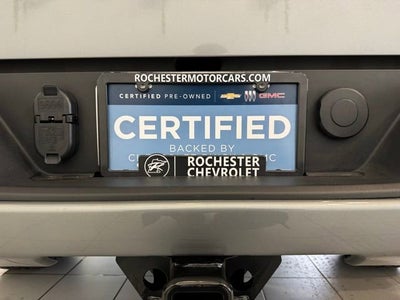 ROCHESTERMOTORCARS.COM
CERTIFIED PRE-OWNED GMC
CERTIFIED
BACKED BY
ROCHESTER
CHEVROLET